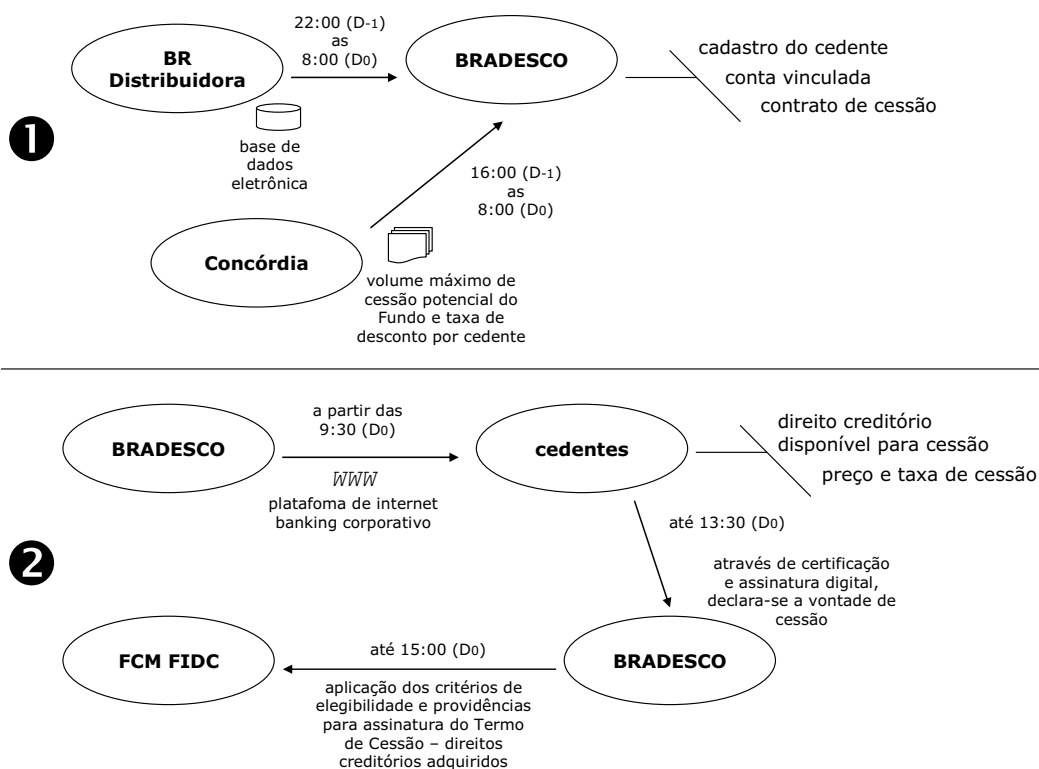 22:00 (D-1)
as
8:00 (D0)
BR
Distribuidora
BRADESCO
cadastro do cedente
conta vinculada
contrato de cessão
1
base de
dados
eletrônica
16:00 (D-1)
as
8:00 (D0)
Concórdia
volume máximo de
cessão potencial do
Fundo e taxa de
desconto por cedente
a partir das
9:30 (D0)
BRADESCO
WWW
platafoma de internet
banking corporativo
cedentes
direito creditório
disponível para cessão
preço e taxa de cessão
até 13:30 (D0)
2
através de certificação
e assinatura digital,
declara-se a vontade de
cessão
FCM FIDC
até 15:00 (D0)
BRADESCO
aplicação dos critérios de
elegibilidade e providências
para assinatura do Termo
de Cessão – direitos
creditórios adquiridos